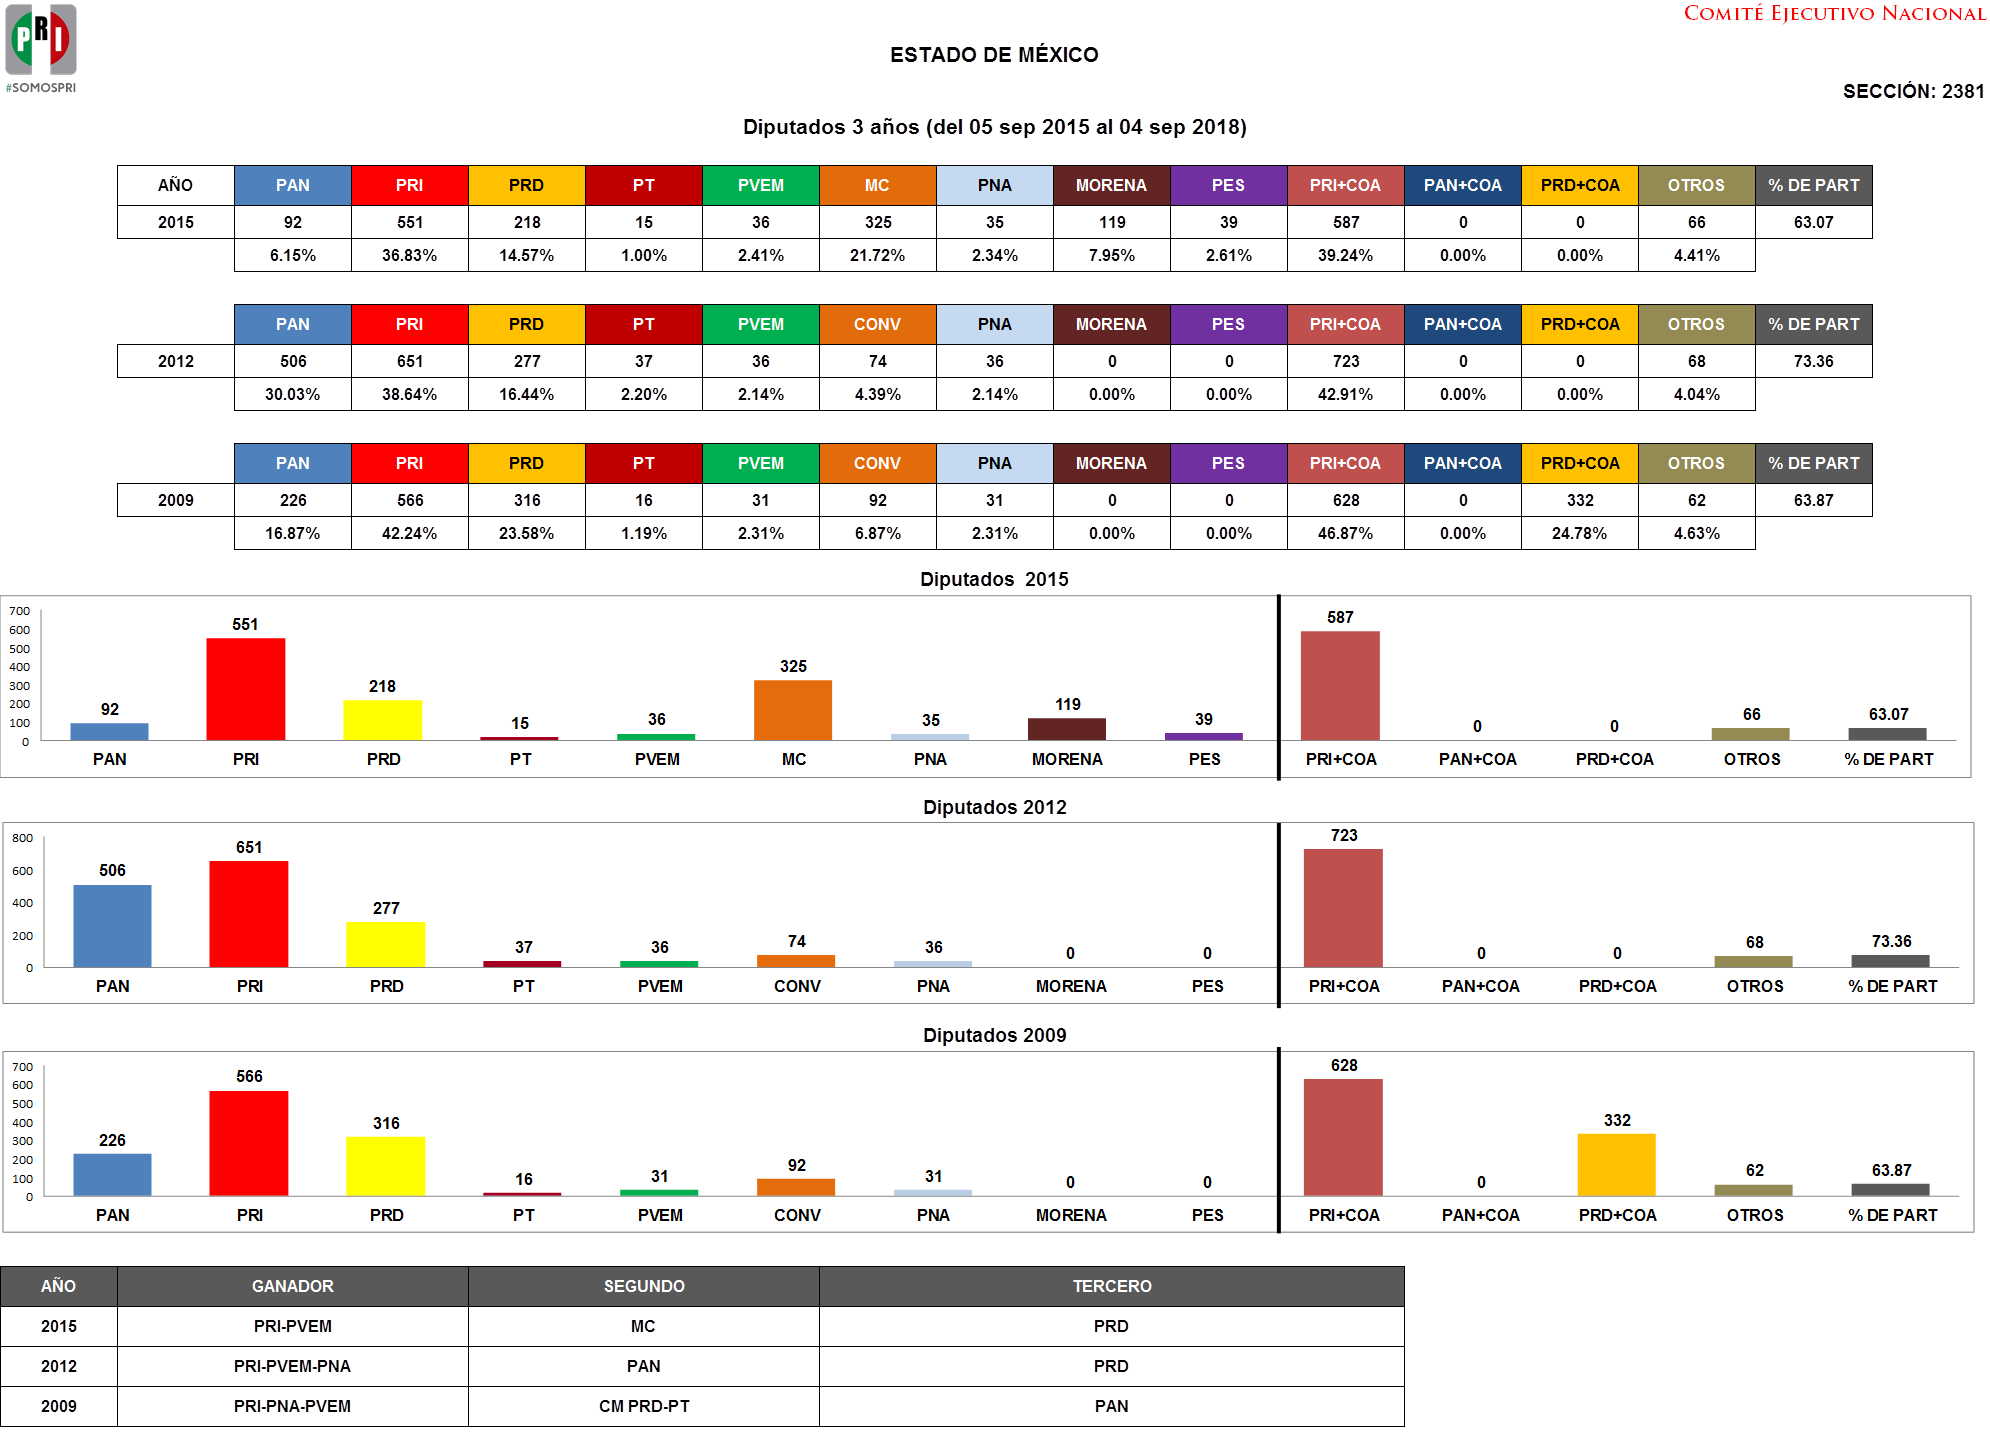 PRI
#SOMOSPRI
COMITÉ EJECUTIVO NACIONAL
ESTADO DE MÉXICO
SECCIÓN: 2381
Diputados 3 años (del 05 sep 2015 al 04 sep 2018)
AÑO PAN PRI PRD PT PVEM MC PNA MORENA PES PRI+COA PAN+COA PRD+COA OTROS % DE PART
2015 92 551 218 15 36 325 35 119 39 587 0 0 66 63.07
6.15% 36.83% 14.57% 1.00% 2.41% 21.72% 2.34% 7.95% 2.61% 39.24% 0.00% 0.00% 4.41%
PAN PRI PRD PT PVEM CONV PNA MORENA PES PRI+COA PAN+COA PRD+COA OTROS % DE PART
2012 506 651 277 37 36 74 36 0 0 723 0 0 68 73.36
30.03% 38.64% 16.44% 2.20% 2.14% 4.39% 2.14% 0.00% 0.00% 42.91% 0.00% 0.00% 4.04%
PAN PRI PRD PT PVEM CONV PNA MORENA PES PRI+COA PAN+COA PRD+COA OTROS % DE PART
2009 226 566 316 16 31 92 31 0 0 628 0 332 62 63.87
16.87% 42.24% 23.58% 1.19% 2.31% 6.87% 2.31% 0.00% 0.00% 46.87% 0.00% 24.78% 4.63%
Diputados 2015
700
600
500
400
300
200
100
0
92 551 218 15 36 325 35 119 39 587 0 0 66 63.07
PAN PRI PRD PT PVEM MC PNA MORENA PES PRI+COA PAN+COA PRD+COA OTROS % DE PART
Diputados 2012
800
600
400
200
0
506 651 277 37 36 74 36 0 0 723 0 0 68 73.36
PAN PRI PRD PT PVEM CONV PNA MORENA PES PRI+COA PAN+COA PRD+COA OTROS % DE PART
Diputados 2009
700
600
500
400
300
200
100
0
226 566 316 16 31 92 31 0 0 628 0 332 62 63.87
PAN PRI PRD PT PVEM CONV PNA MORENA PES PRI+COA PAN+COA PRD+COA OTROS % DE PART
AÑO GANADOR SEGUNDO TERCERO
2015 PRI-PVEM MC PRD
2012 PRI-PVEM-PNA PAN PRD
2009 PRI-PNA-PVEM CM PRD-PT PAN